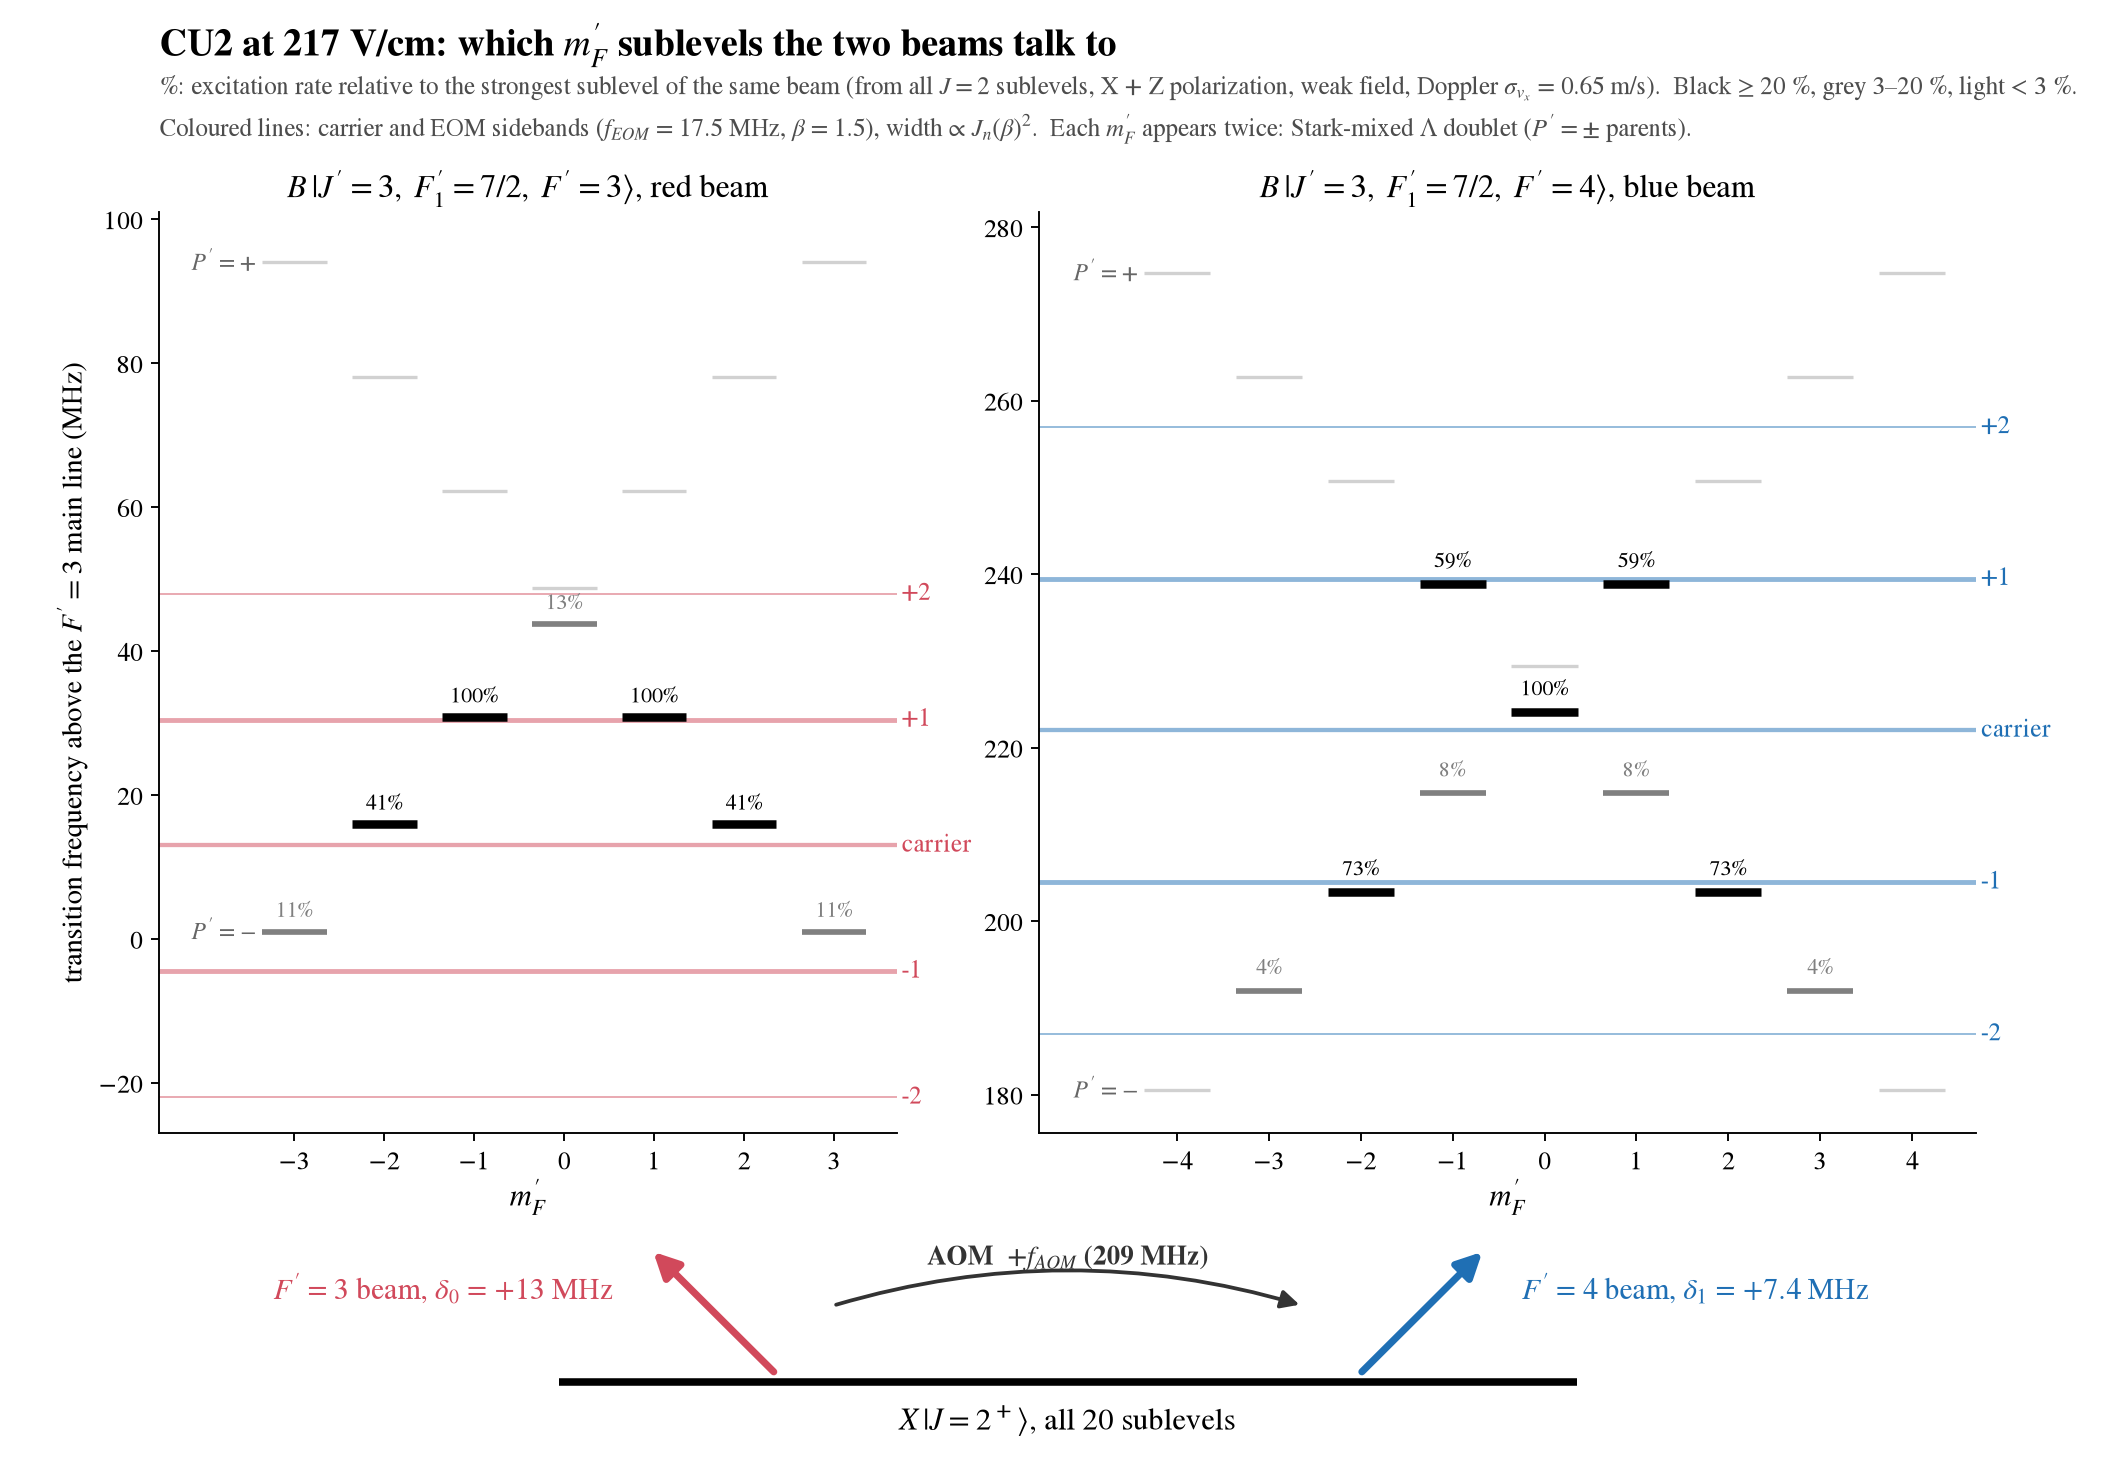 CU2 at 217 V/cm: which m′_F sublevels the two beams talk to
%: excitation rate relative to the strongest sublevel of the same beam (from all J = 2 sublevels, X + Z polarization, weak field, Doppler σ_{v_x} = 0.65 m/s).  Black ≥ 20 %, grey 3–20 %, light < 3 %.
Coloured lines: carrier and EOM sidebands (f_{EOM} = 17.5 MHz, β = 1.5), width ∝ J_n(β)².  Each m′_F appears twice: Stark-mixed Λ doublet (P′ = ± parents).
B |J′ = 3, F′_1 = 7/2, F′ = 3⟩, red beam
transition frequency above the F′ = 3 main line (MHz)
100
80
60
40
20
0
−20
P′ = +
13%
100%
100%
41%
41%
11%
11%
P′ = −
+2
+1
carrier
-1
-2
−3
−2
−1
0
1
2
3
m′_F
B |J′ = 3, F′_1 = 7/2, F′ = 4⟩, blue beam
280
260
240
220
200
180
P′ = +
59%
59%
100%
8%
8%
73%
73%
4%
4%
P′ = −
+2
+1
carrier
-1
-2
−4
−3
−2
−1
0
1
2
3
4
m′_F
AOM +f_{AOM} (209 MHz)
F′ = 3 beam, δ_0 = +13 MHz
F′ = 4 beam, δ_1 = +7.4 MHz
X |J = 2⁺⟩, all 20 sublevels